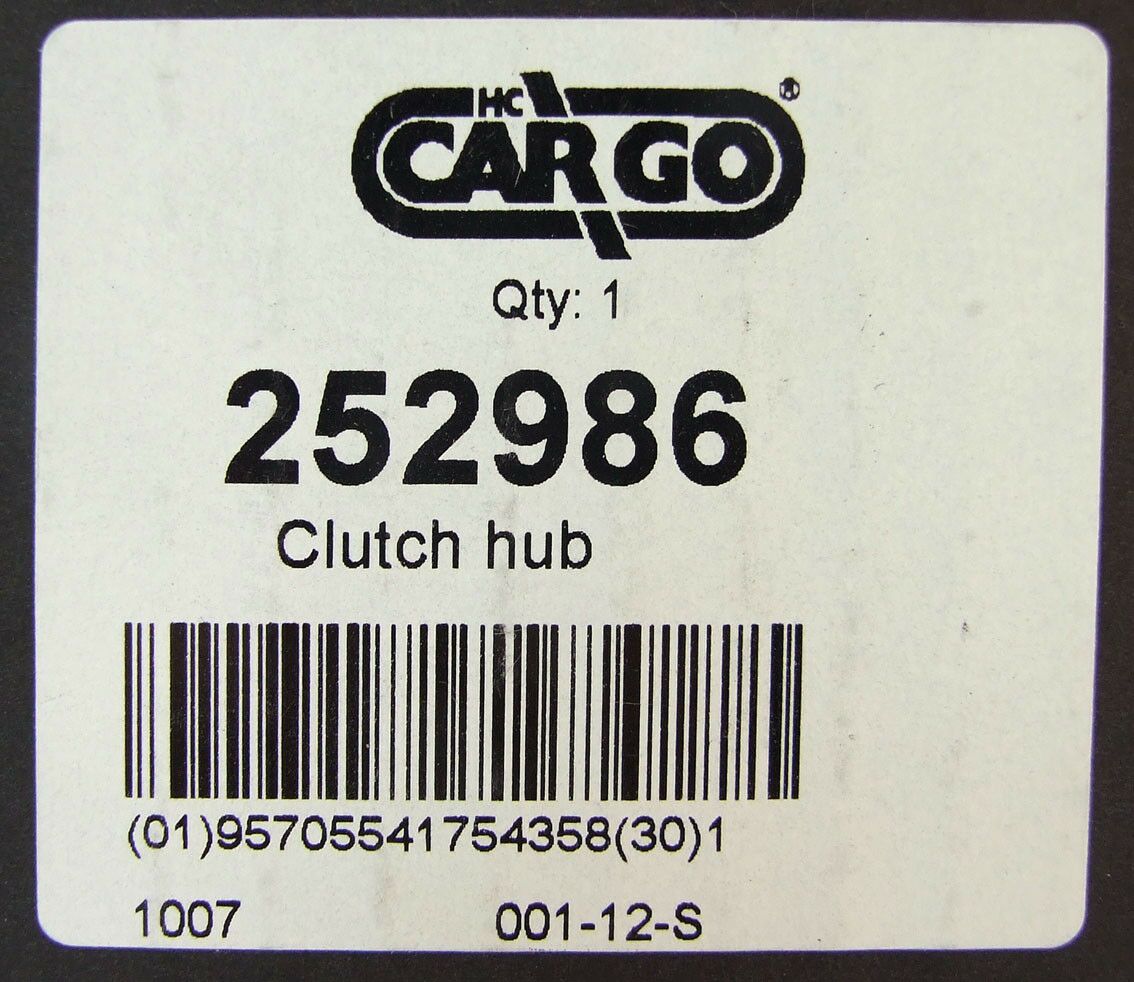 HC
CARGO®
Qty: 1
252986
Clutch hub
(01)95705541754358(30)1
1007 001-12-S